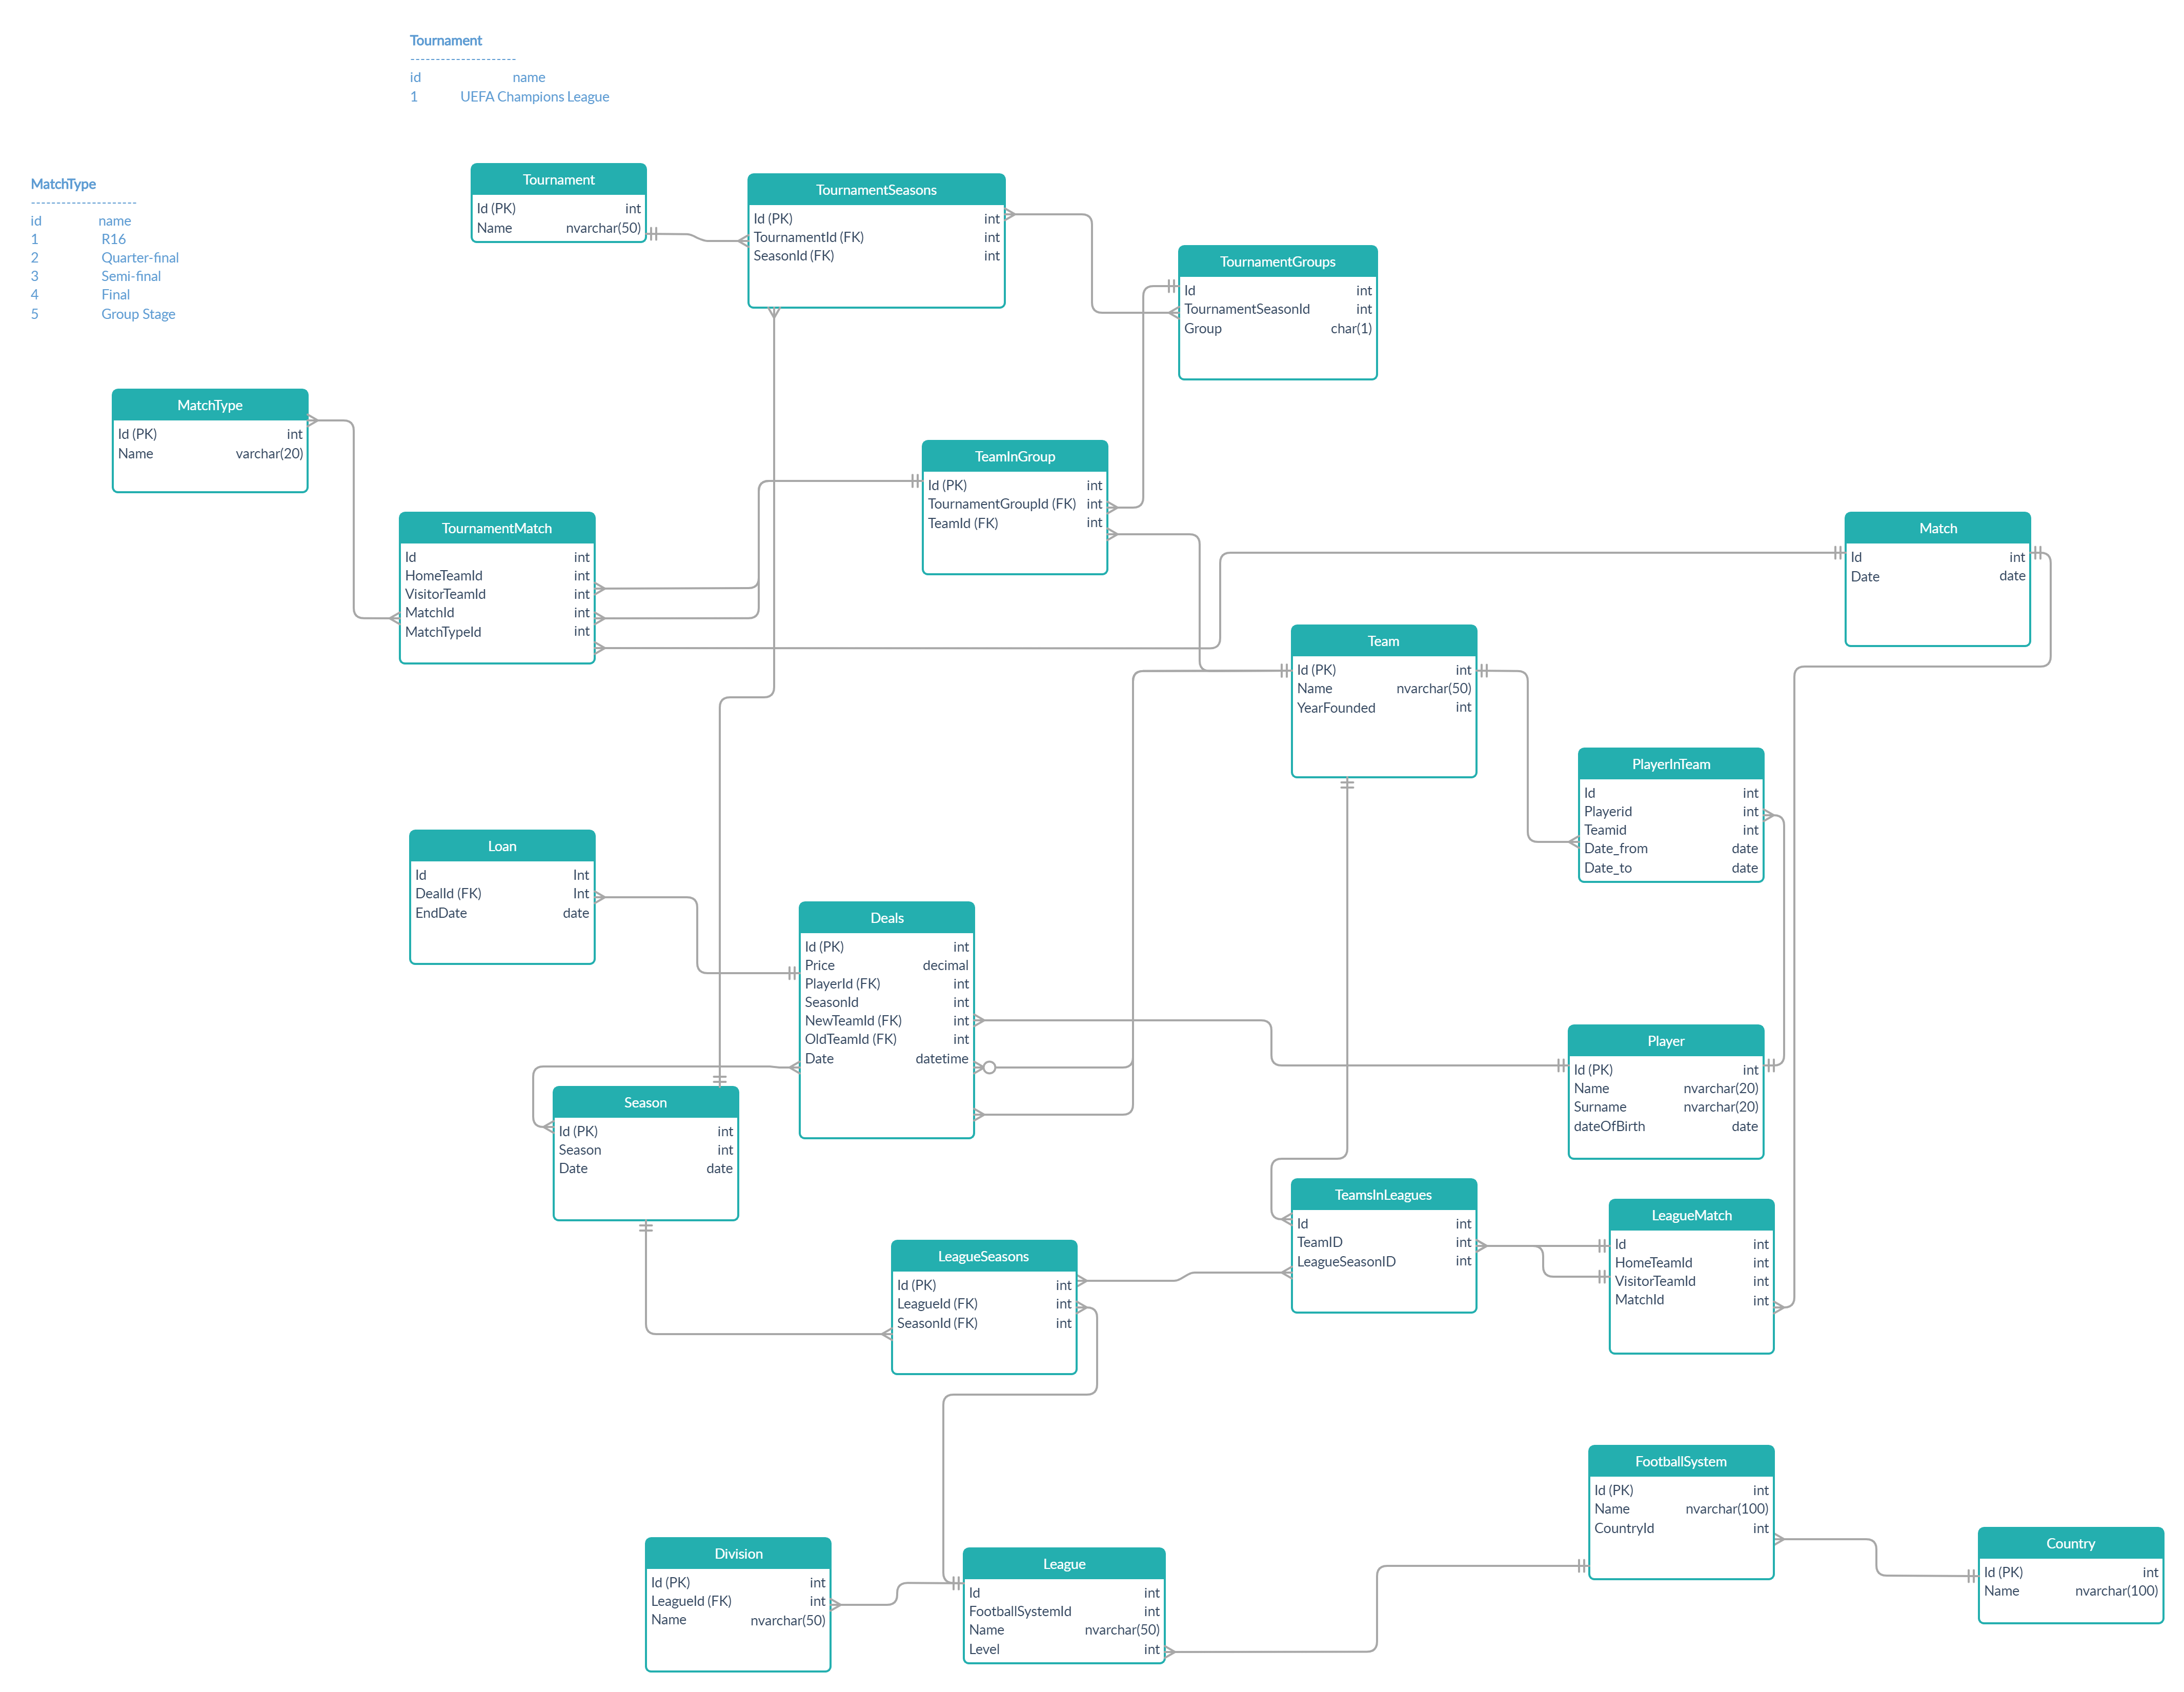 Tournament
---------------------
id name
1 UEFA Champions League
MatchType
---------------------
id name
1 R16
2 Quarter-final
3 Semi-final
4 Final
5 Group Stage
Tournament
Id (PK) int
Name nvarchar(50)
TournamentSeasons
Id (PK) int
TournamentId (FK) int
SeasonId (FK) int
TournamentGroups
Id int
TournamentSeasonId int
Group char(1)
MatchType
Id (PK) int
Name varchar(20)
TeamInGroup
Id (PK) int
TournamentGroupId (FK) int
TeamId (FK) int
TournamentMatch
Id int
HomeTeamId int
VisitorTeamId int
MatchId int
MatchTypeId int
Match
Id int
Date date
Team
Id (PK) int
Name nvarchar(50)
YearFounded int
PlayerInTeam
Id int
Playerid int
Teamid int
Date_from date
Date_to date
Loan
Id Int
DealId (FK) Int
EndDate date
Deals
Id (PK) int
Price decimal
PlayerId (FK) int
SeasonId int
NewTeamId (FK) int
OldTeamId (FK) int
Date datetime
Player
Id (PK) int
Name nvarchar(20)
Surname nvarchar(20)
dateOfBirth date
Season
Id (PK) int
Season int
Date date
TeamsInLeagues
Id int
TeamID int
LeagueSeasonID int
LeagueMatch
Id int
HomeTeamId int
VisitorTeamId int
MatchId int
LeagueSeasons
Id (PK) int
LeagueId (FK) int
SeasonId (FK) int
FootballSystem
Id (PK) int
Name nvarchar(100)
CountryId int
Country
Id (PK) int
Name nvarchar(100)
Division
Id (PK) int
LeagueId (FK) int
Name nvarchar(50)
League
Id int
FootballSystemId int
Name nvarchar(50)
Level int